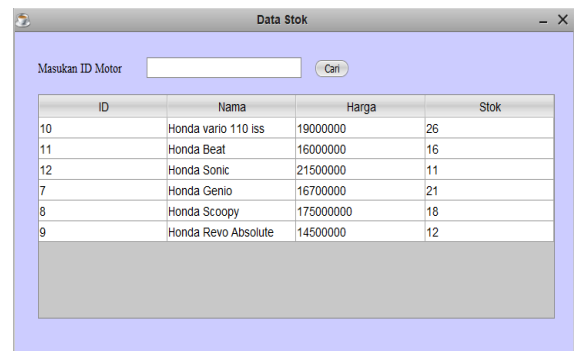 Data Stok
Masukan ID Motor Cari
ID Nama Harga Stok
10 Honda vario 110 iss 19000000 26
11 Honda Beat 16000000 16
12 Honda Sonic 21500000 11
7 Honda Genio 16700000 21
8 Honda Scoopy 175000000 18
9 Honda Revo Absolute 14500000 12